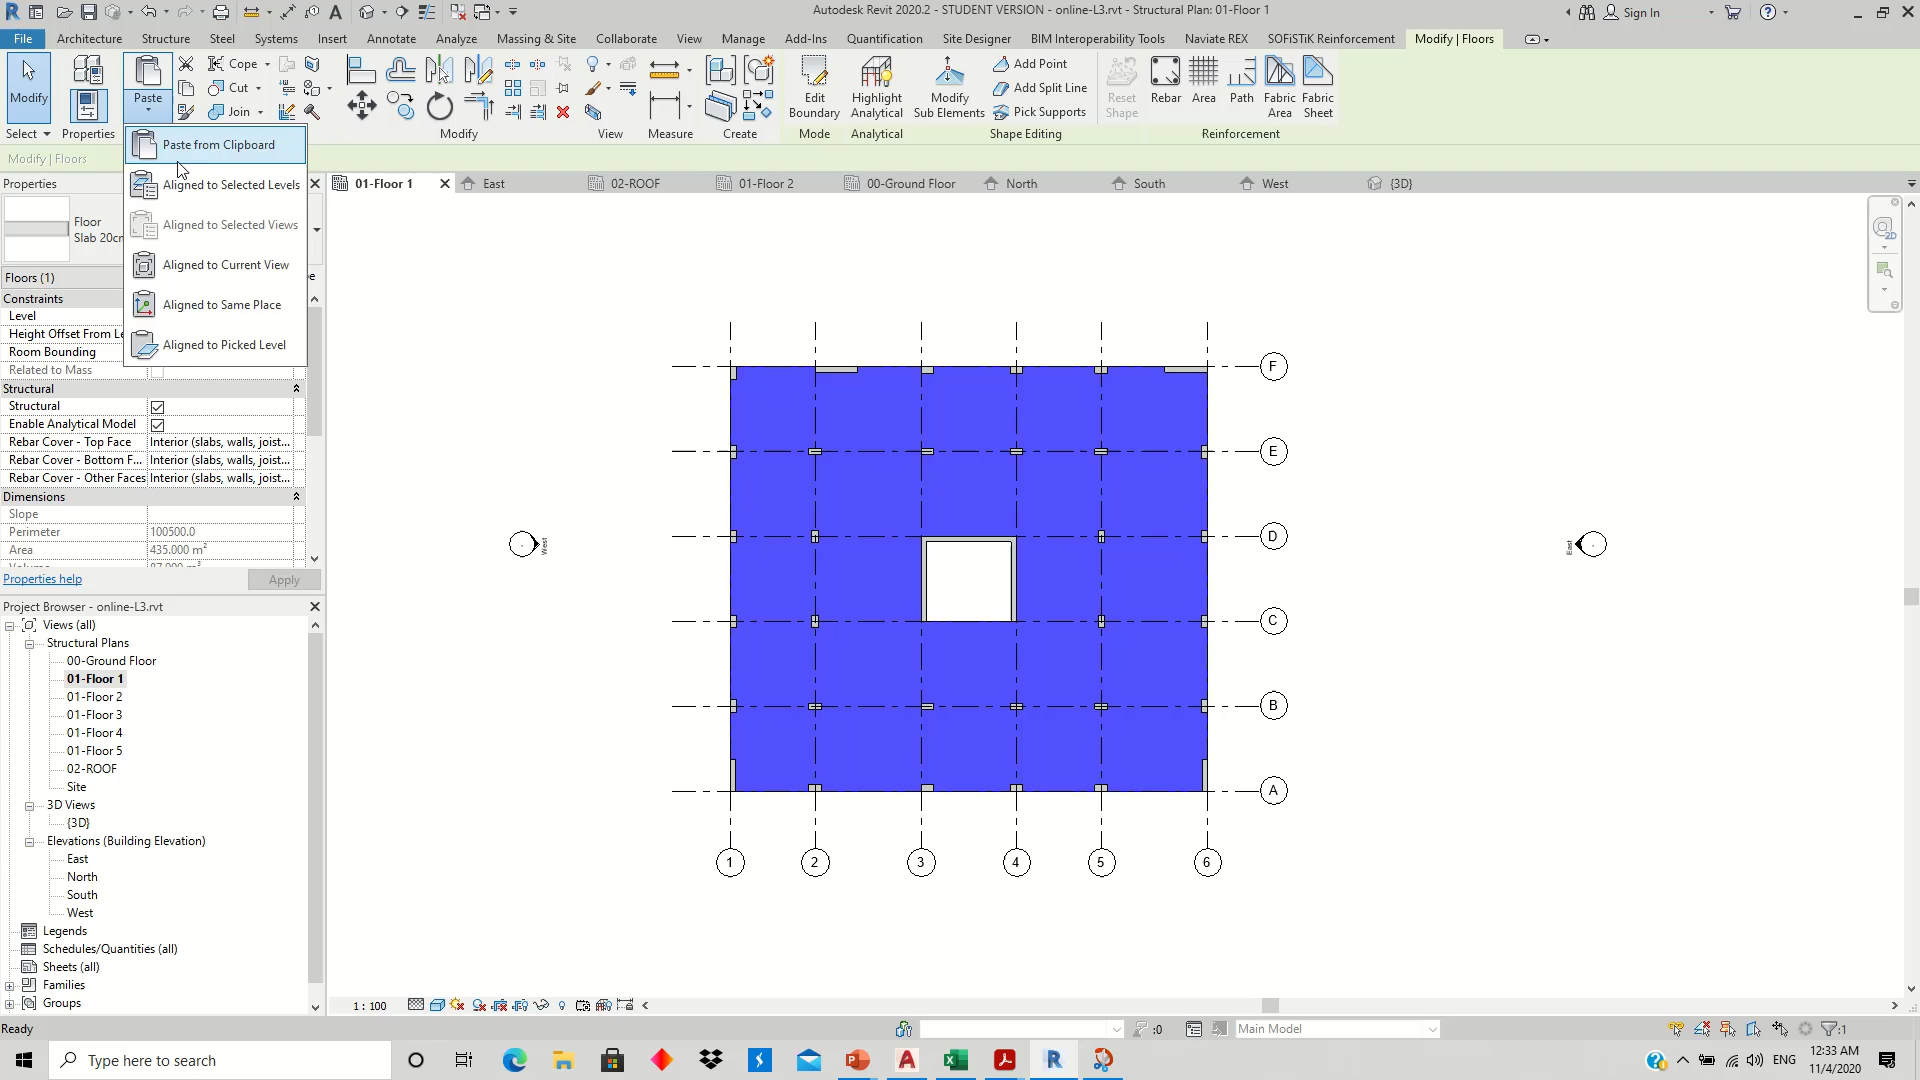 Autodesk Revit 2020.2 - STUDENT VERSION - online-L3.rvt - Structural Plan: 01-Floor 1
Sign In
File Architecture Structure Steel Systems Insert Annotate Analyze Massing & Site Collaborate View Manage Add-Ins Quantification Site Designer BIM Interoperability Tools Naviate REX SOFiSTiK Reinforcement Modify | Floors
Modify
Paste
Cope
Cut
Join
Edit Boundary
Highlight Analytical
Modify Sub Elements
Add Point
Add Split Line
Pick Supports
Reset Shape
Rebar
Area
Path
Fabric Area
Fabric Sheet
Select Properties Modify View Measure Create Mode Analytical Shape Editing Reinforcement
Modify | Floors
Paste from Clipboard
Aligned to Selected Levels
Aligned to Selected Views
Aligned to Current View
Aligned to Same Place
Aligned to Picked Level
Properties
Floor
Slab 20cm
Floors (1)
Constraints
Level
Height Offset From Le
Room Bounding
Related to Mass
Structural
Structural
Enable Analytical Model
Rebar Cover - Top Face Interior (slabs, walls, joist...
Rebar Cover - Bottom F... Interior (slabs, walls, joist...
Rebar Cover - Other Faces Interior (slabs, walls, joist...
Dimensions
Slope
Perimeter 100500.0
Area 435.000 m²
Properties help
Apply
Project Browser - online-L3.rvt
Views (all)
Structural Plans
00-Ground Floor
01-Floor 1
01-Floor 2
01-Floor 3
01-Floor 4
01-Floor 5
02-ROOF
Site
3D Views
{3D}
Elevations (Building Elevation)
East
North
South
West
Legends
Schedules/Quantities (all)
Sheets (all)
Families
Groups
01-Floor 1 East 02-ROOF 01-Floor 2 00-Ground Floor North South West {3D}
2D
F
E
D
C
B
A
West
East
1 2 3 4 5 6
1 : 100
Ready
:0
Main Model
:1
Type here to search
ENG
12:33 AM
11/4/2020